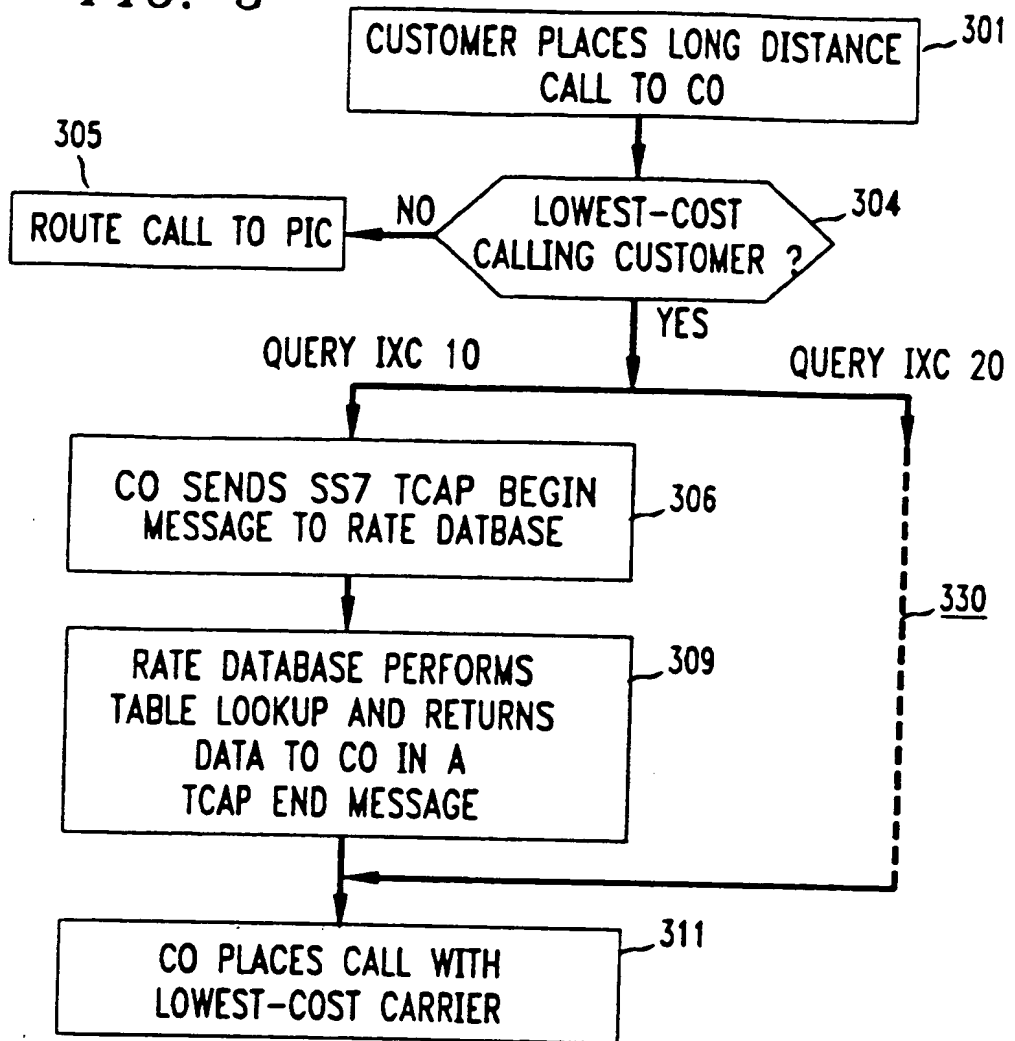 CUSTOMER PLACES LONG DISTANCE
CALL TO CO
301
305
ROUTE CALL TO PIC
NO
LOWEST-COST
CALLING CUSTOMER ?
304
YES
QUERY IXC 10
QUERY IXC 20
CO SENDS SS7 TCAP BEGIN
MESSAGE TO RATE DATBASE
306
330
RATE DATABASE PERFORMS
TABLE LOOKUP AND RETURNS
DATA TO CO IN A
TCAP END MESSAGE
309
CO PLACES CALL WITH
LOWEST-COST CARRIER
311